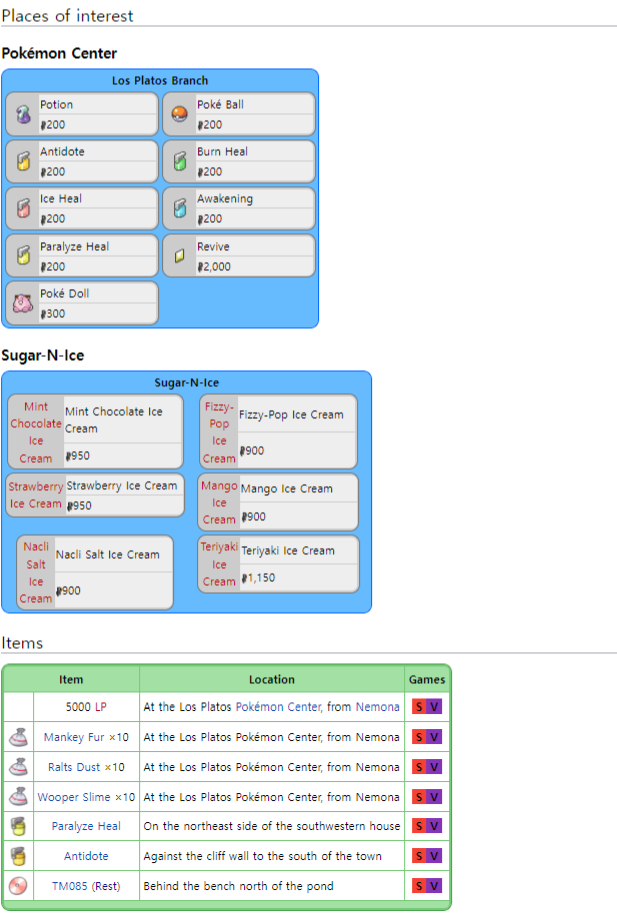 Places of interest
Pokémon Center
Los Platos Branch
Potion
₽200
Poké Ball
₽200
Antidote
₽200
Burn Heal
₽200
Ice Heal
₽200
Awakening
₽200
Paralyze Heal
₽200
Revive
₽2,000
Poké Doll
₽300
Sugar-N-Ice
Sugar-N-Ice
Mint
Chocolate
Ice
Cream
Mint Chocolate Ice
Cream
₽950
Fizzy-
Pop
Ice
Cream
Fizzy-Pop Ice Cream
₽900
Strawberry
Ice Cream
Strawberry Ice Cream
₽950
Mango
Ice
Cream
Mango Ice Cream
₽900
Nacli
Salt
Ice
Cream
Nacli Salt Ice Cream
₽900
Teriyaki
Ice
Cream
Teriyaki Ice Cream
₽1,150
Items
Item Location Games
5000 LP At the Los Platos Pokémon Center, from Nemona S V
Mankey Fur ×10 At the Los Platos Pokémon Center, from Nemona S V
Ralts Dust ×10 At the Los Platos Pokémon Center, from Nemona S V
Wooper Slime ×10 At the Los Platos Pokémon Center, from Nemona S V
Paralyze Heal On the northeast side of the southwestern house S V
Antidote Against the cliff wall to the south of the town S V
TM085 (Rest) Behind the bench north of the pond S V